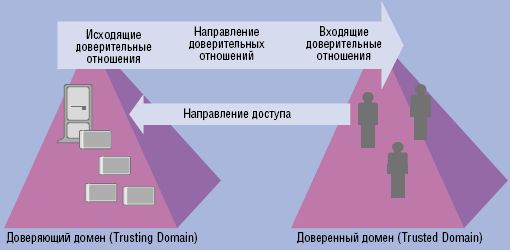 Исходящие
доверительные
отношения
Направление
доверительных
отношений
Входящие
доверительные
отношения
Направление доступа
Доверяющий домен (Trusting Domain)
Доверенный домен (Trusted Domain)